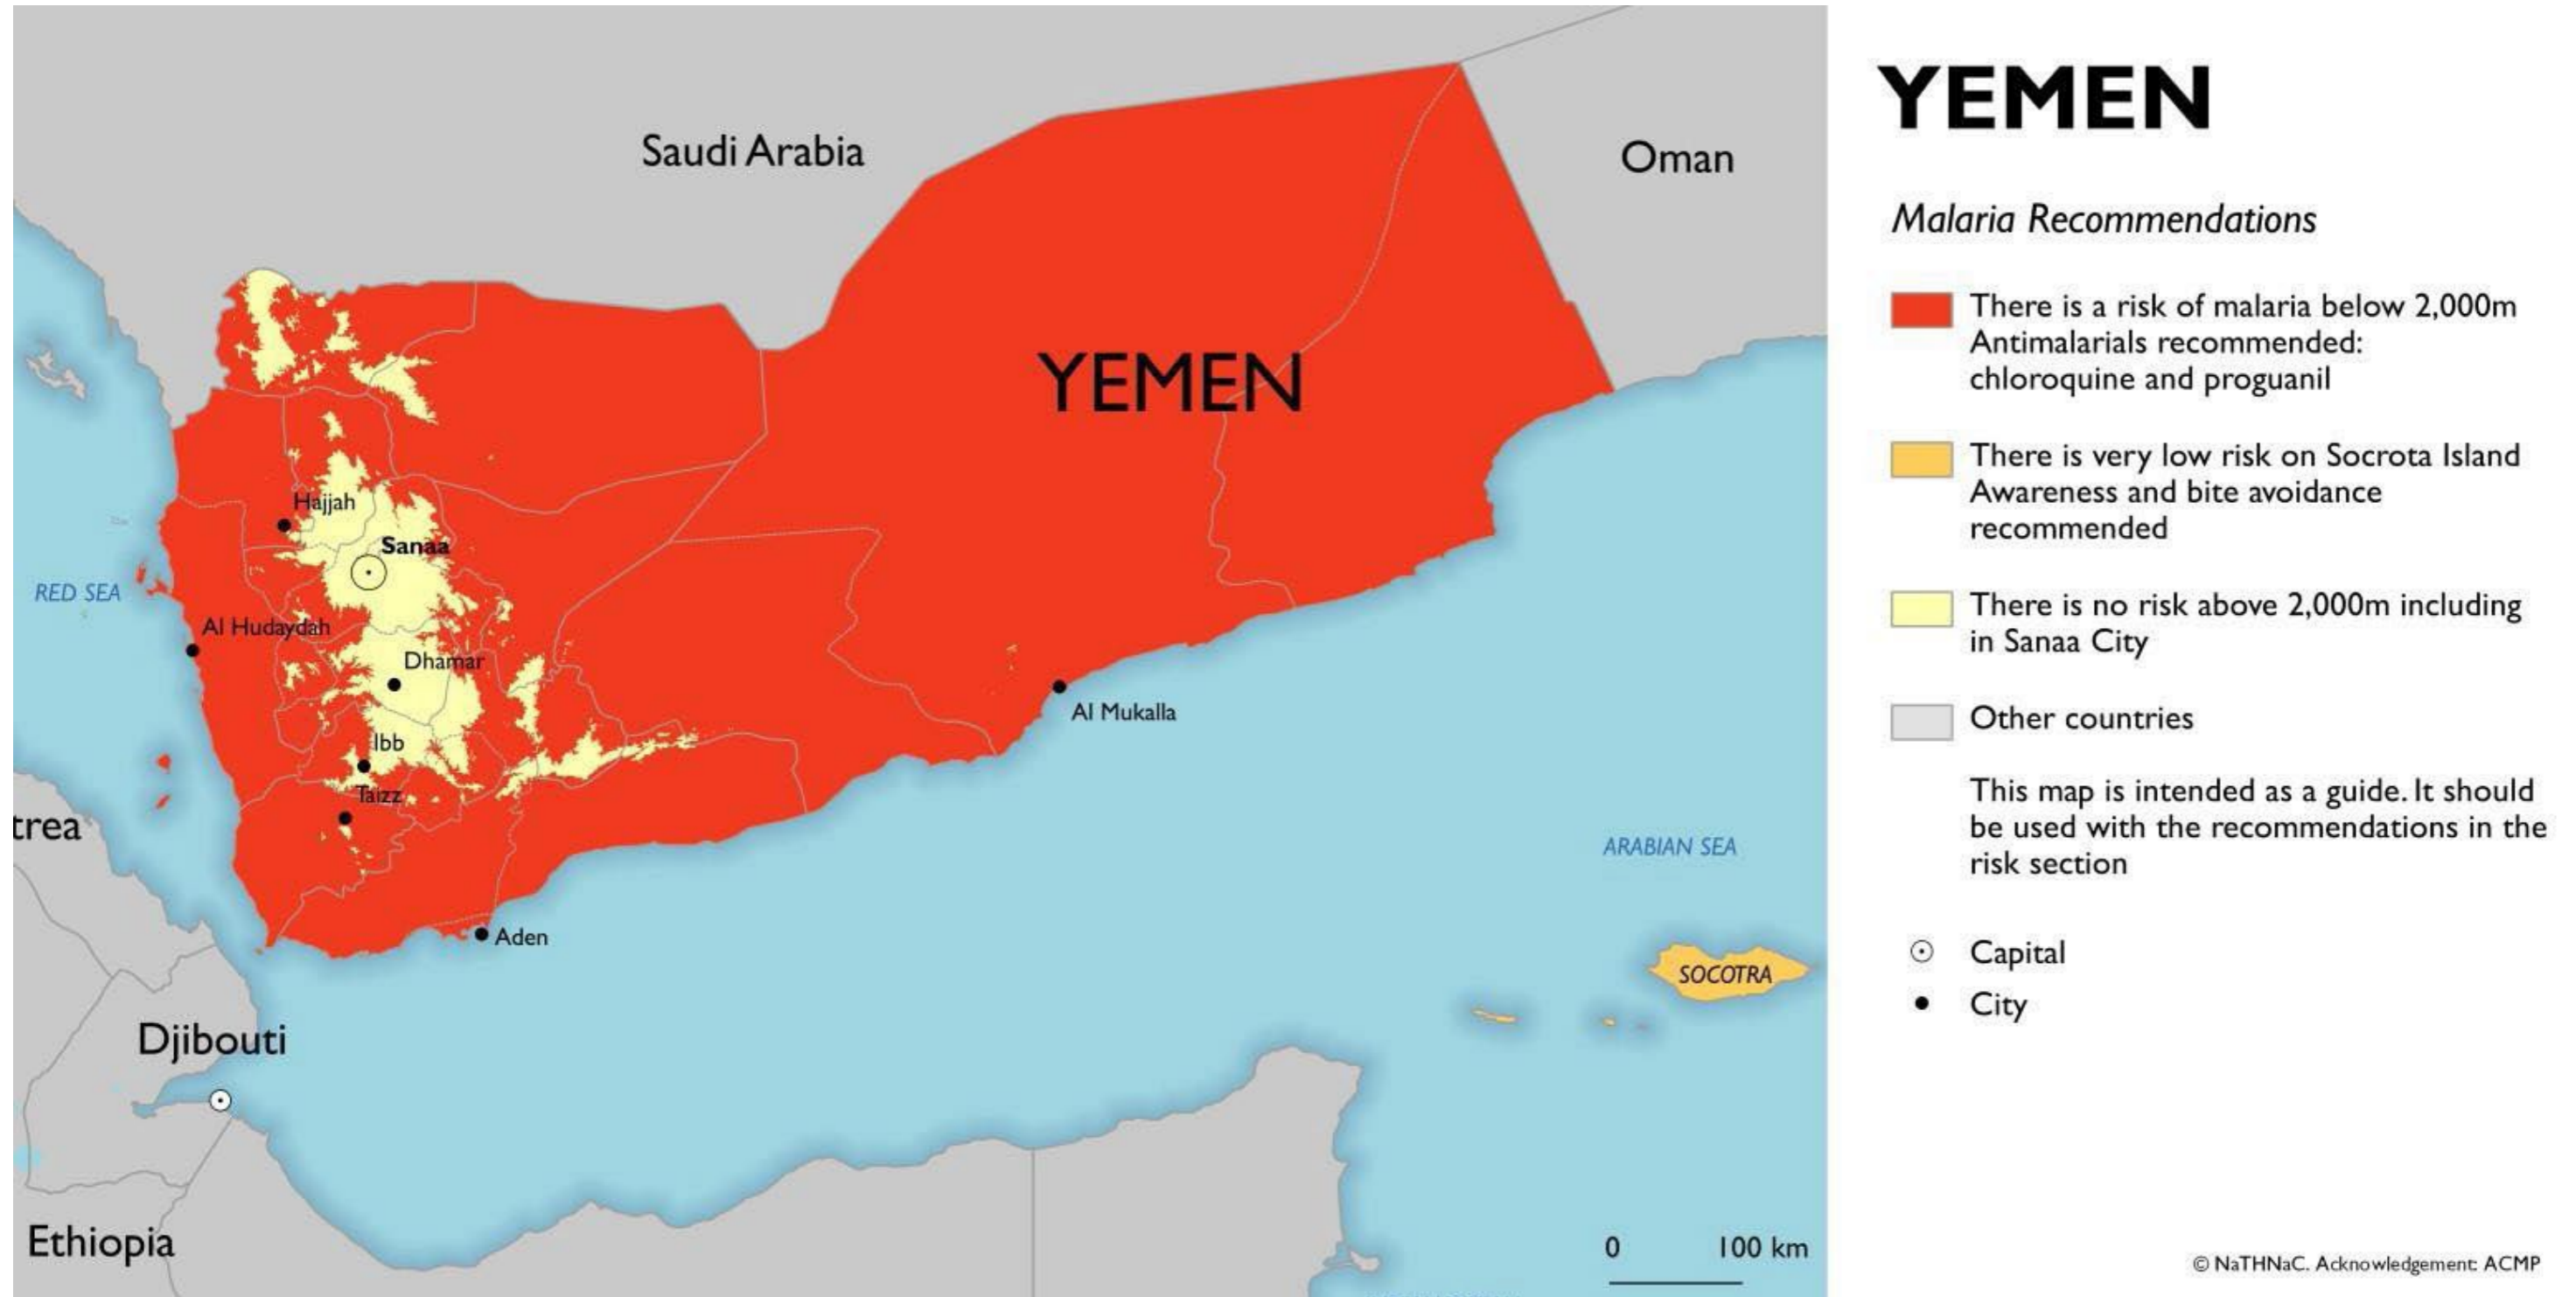 Saudi Arabia
Oman
YEMEN
Hajjah
Sanaa
RED SEA
Al Hudaydah
Dhamar
Al Mukalla
Ibb
Taizz
trea
ARABIAN SEA
Aden
SOCOTRA
Djibouti
Ethiopia
0 100 km
YEMEN
Malaria Recommendations
There is a risk of malaria below 2,000m
Antimalarials recommended:
chloroquine and proguanil
There is very low risk on Socrota Island
Awareness and bite avoidance
recommended
There is no risk above 2,000m including
in Sanaa City
Other countries
This map is intended as a guide. It should
be used with the recommendations in the
risk section
Capital
City
© NaTHNaC. Acknowledgement: ACMP